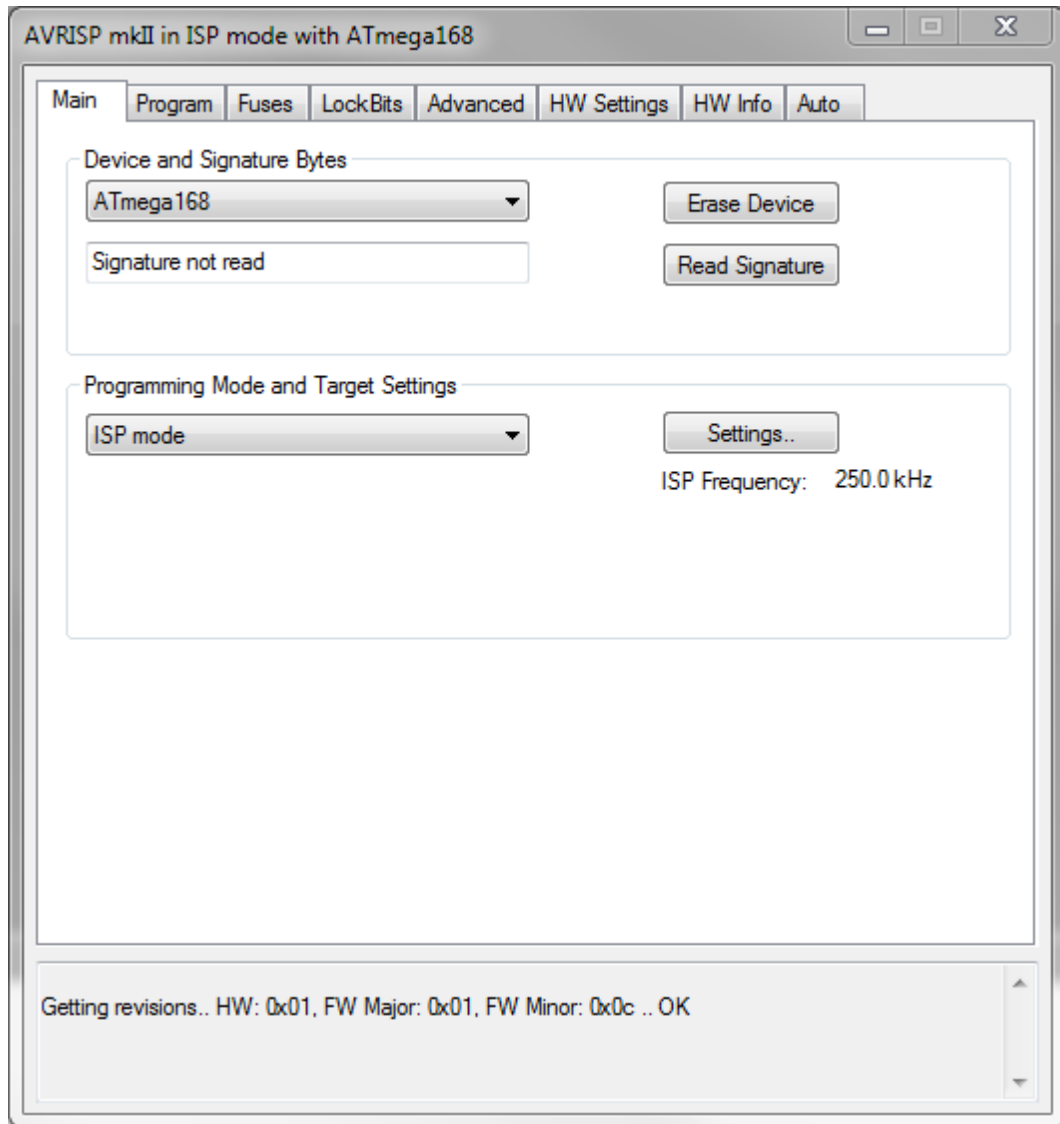 AVRISP mkII in ISP mode with ATmega168
Main Program Fuses LockBits Advanced HW Settings HW Info Auto
Device and Signature Bytes
ATmega168 Erase Device
Signature not read Read Signature
Programming Mode and Target Settings
ISP mode Settings..
ISP Frequency: 250.0 kHz
Getting revisions.. HW: 0x01, FW Major: 0x01, FW Minor: 0x0c .. OK